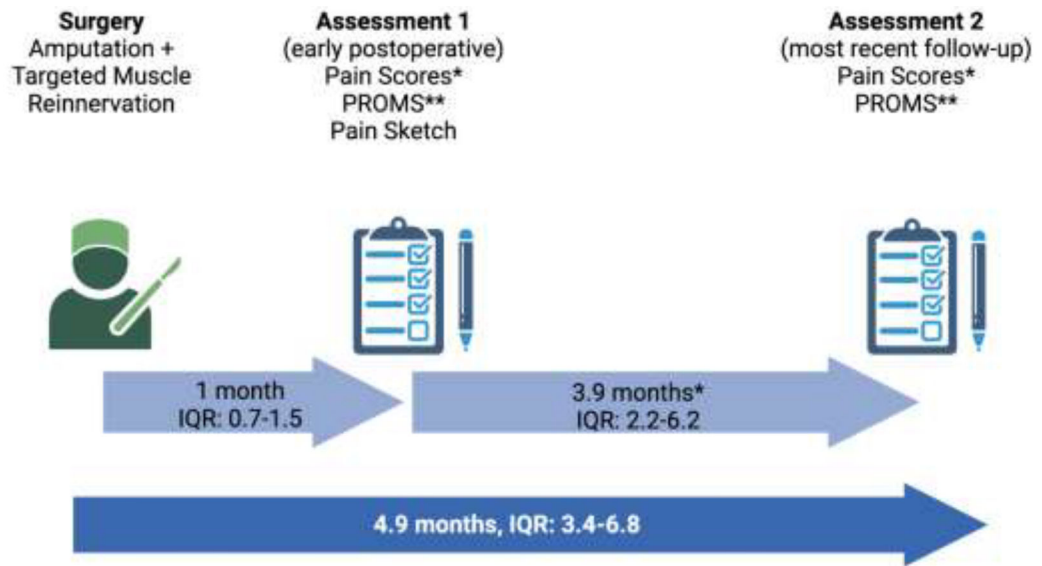 Surgery
Amputation +
Targeted Muscle
Reinnervation
Assessment 1
(early postoperative)
Pain Scores*
PROMS**
Pain Sketch
Assessment 2
(most recent follow-up)
Pain Scores*
PROMS**
1 month
IQR: 0.7-1.5
3.9 months*
IQR: 2.2-6.2
4.9 months, IQR: 3.4-6.8